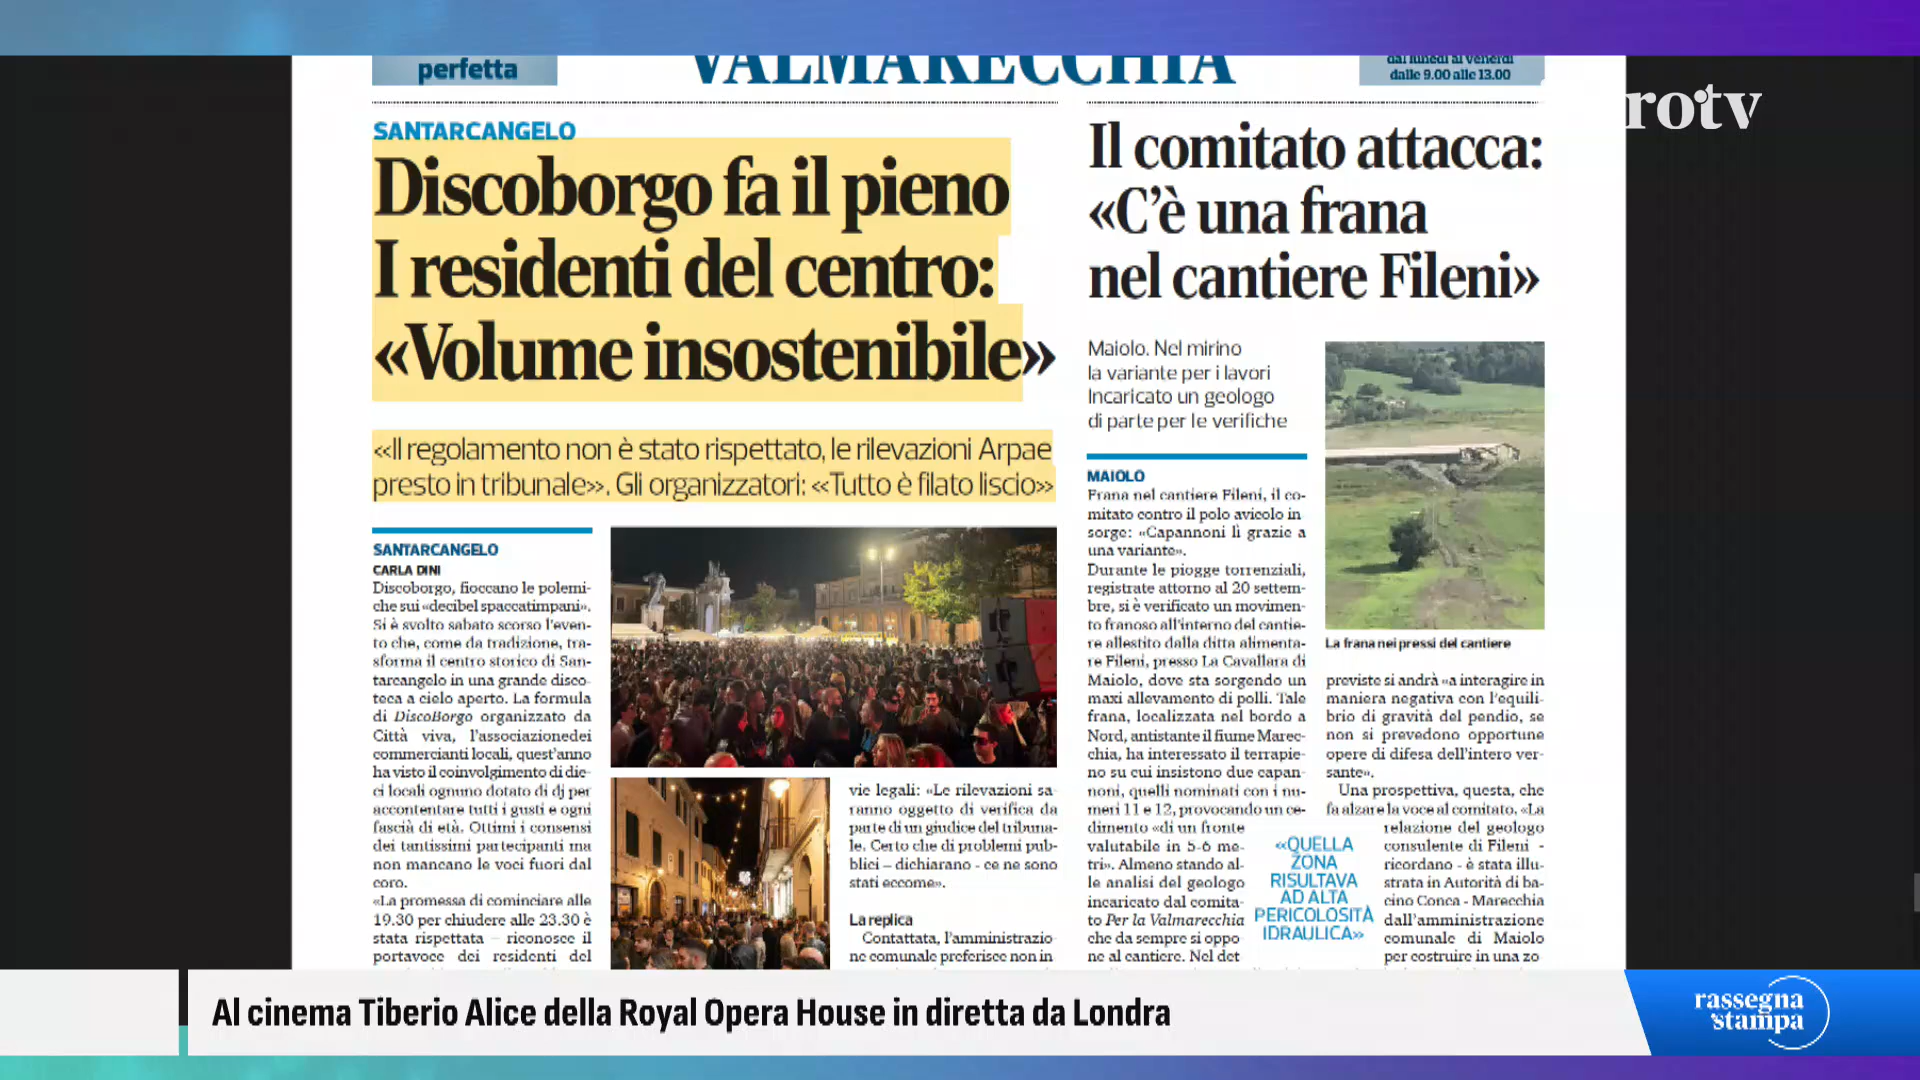 perfetta
VALMARECCHIA
dal lunedì al venerdì
dalle 9.00 alle 13.00
rotv
SANTARCANGELO
Discoborgo fa il pieno
I residenti del centro:
«Volume insostenibile»
«Il regolamento non è stato rispettato, le rilevazioni Arpae
presto in tribunale». Gli organizzatori: «Tutto è filato liscio»
SANTARCANGELO
CARLA DINI
Discoborgo, fioccano le polemi-
che sui «decibel spaccatimpani».
Si è svolto sabato scorso l'even-
to che, come da tradizione, tra-
sforma il centro storico di San-
tarcangelo in una grande disco-
teca a cielo aperto. La formula
di DiscoBorgo organizzato da
Città viva, l'associazionedei
commercianti locali, quest'anno
ha visto il coinvolgimento di die-
ci locali ognuno dotato di dj per
accontentare tutti i gusti e ogni
fascià di età. Ottimi i consensi
dei tantissimi partecipanti ma
non mancano le voci fuori dal
coro.
«La promessa di cominciare alle
19.30 per chiudere alle 23.30 è
stata rispettata – riconosce il
portavoce dei residenti del
vie legali: «Le rilevazioni sa-
ranno oggetto di verifica da
parte di un giudice del tribuna-
le. Certo che di problemi pub-
blici – dichiarano - ce ne sono
stati eccome».
La replica
Contattata, l'amministrazio-
ne comunale preferisce non in
Il comitato attacca:
«C'è una frana
nel cantiere Fileni»
Maiolo. Nel mirino
la variante per i lavori
Incaricato un geologo
di parte per le verifiche
MAIOLO
Frana nel cantiere Fileni, il co-
mitato contro il polo avicolo in-
sorge: «Capannoni lì grazie a
una variante».
Durante le piogge torrenziali,
registrate attorno al 20 settem-
bre, si è verificato un movimen-
to franoso all'interno del cantie-
re allestito dalla ditta alimenta-
re Fileni, presso La Cavallara di
Maiolo, dove sta sorgendo un
maxi allevamento di polli. Tale
frana, localizzata nel bordo a
Nord, antistante il fiume Marec-
chia, ha interessato il terrapie-
no su cui insistono due capan-
noni, quelli nominati con i nu-
meri 11 e 12, provocando un ce-
dimento «di un fronte
valutabile in 5-6 me-
tri». Almeno stando al-
le analisi del geologo
incaricato dal comita-
to Per la Valmarecchia
che da sempre si oppo-
ne al cantiere. Nel det
«QUELLA
ZONA
RISULTAVA
AD ALTA
PERICOLOSITÀ
IDRAULICA»
La frana nei pressi del cantiere
previste si andrà «a interagire in
maniera negativa con l'equili-
brio di gravità del pendio, se
non si prevedono opportune
opere di difesa dell'intero ver-
sante».
Una prospettiva, questa, che
fa alzare la voce al comitato. «La
relazione del geologo
consulente di Fileni -
ricordano - è stata illu-
strata in Autorità di ba-
cino Conca - Marecchia
dall'amministrazione
comunale di Maiolo
per costruire in una zo
Al cinema Tiberio Alice della Royal Opera House in diretta da Londra
rassegna
stampa